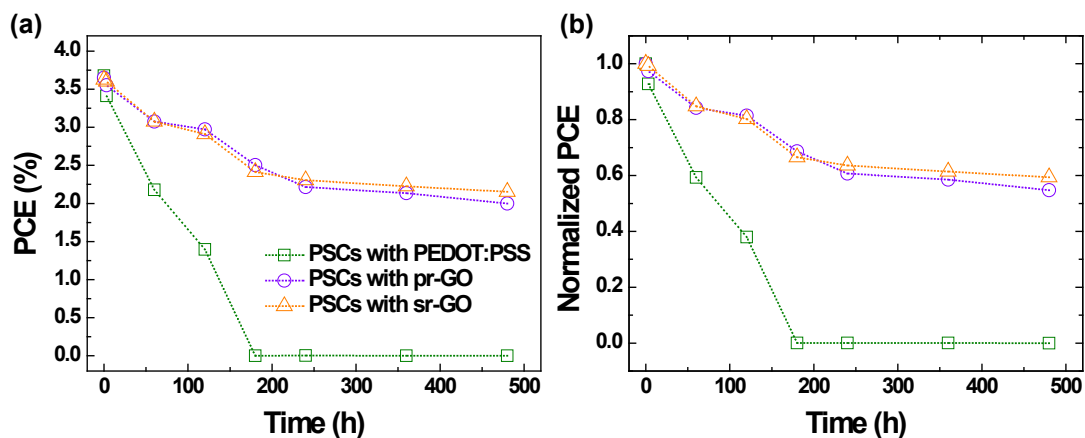 (a)
PCE (%)
4.0
3.5
3.0
2.5
2.0
1.5
1.0
0.5
0.0
PSCs with PEDOT:PSS
PSCs with pr-GO
PSCs with sr-GO
0 100 200 300 400 500
Time (h)
(b)
Normalized PCE
1.0
0.8
0.6
0.4
0.2
0.0
0 100 200 300 400 500
Time (h)